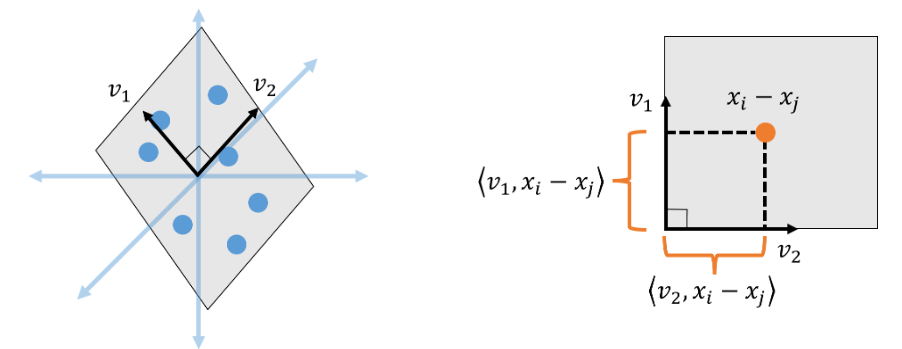 v₁
v₂
v₁
xᵢ − xⱼ
⟨v₁, xᵢ − xⱼ⟩
v₂
⟨v₂, xᵢ − xⱼ⟩